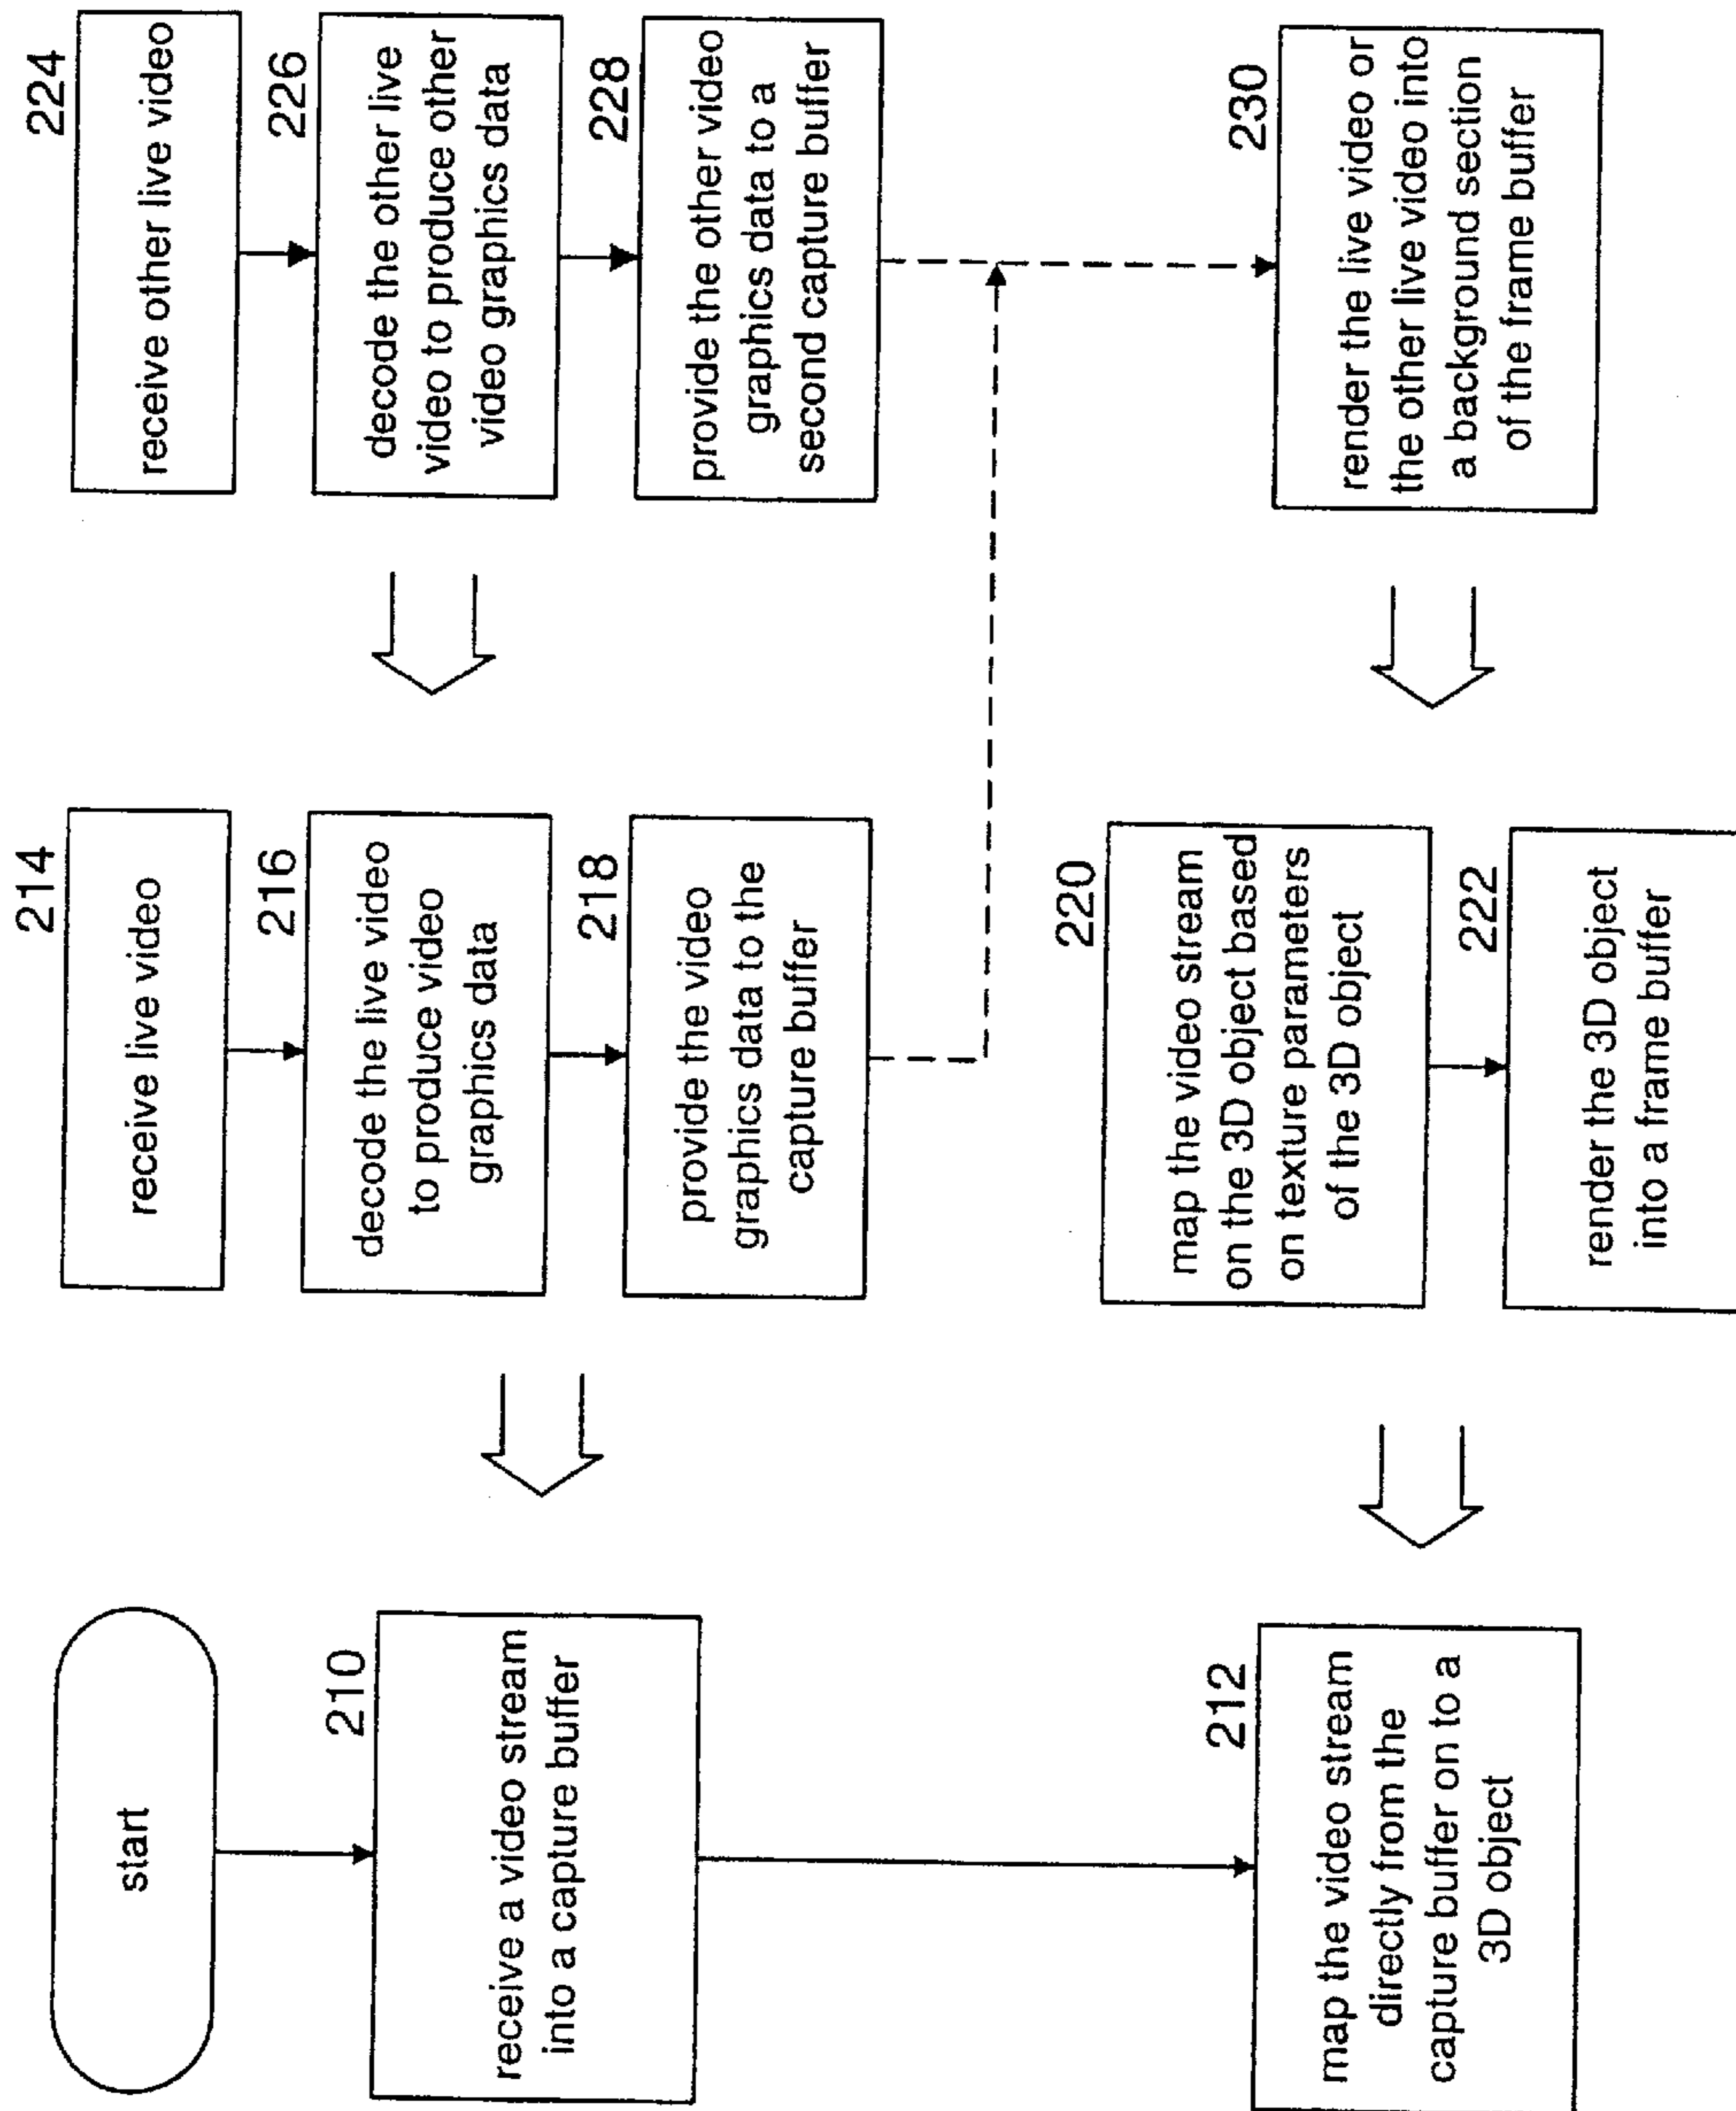 start
210
receive a video stream
into a capture buffer
212
map the video stream
directly from the
capture buffer on to a
3D object
214
receive live video
216
decode the live video
to produce video
graphics data
218
provide the video
graphics data to the
capture buffer
220
map the video stream
on the 3D object based
on texture parameters
of the 3D object
222
render the 3D object
into a frame buffer
224
receive other live video
226
decode the other live
video to produce other
video graphics data
228
provide the other video
graphics data to a
second capture buffer
230
render the live video or
the other live video into
a background section
of the frame buffer